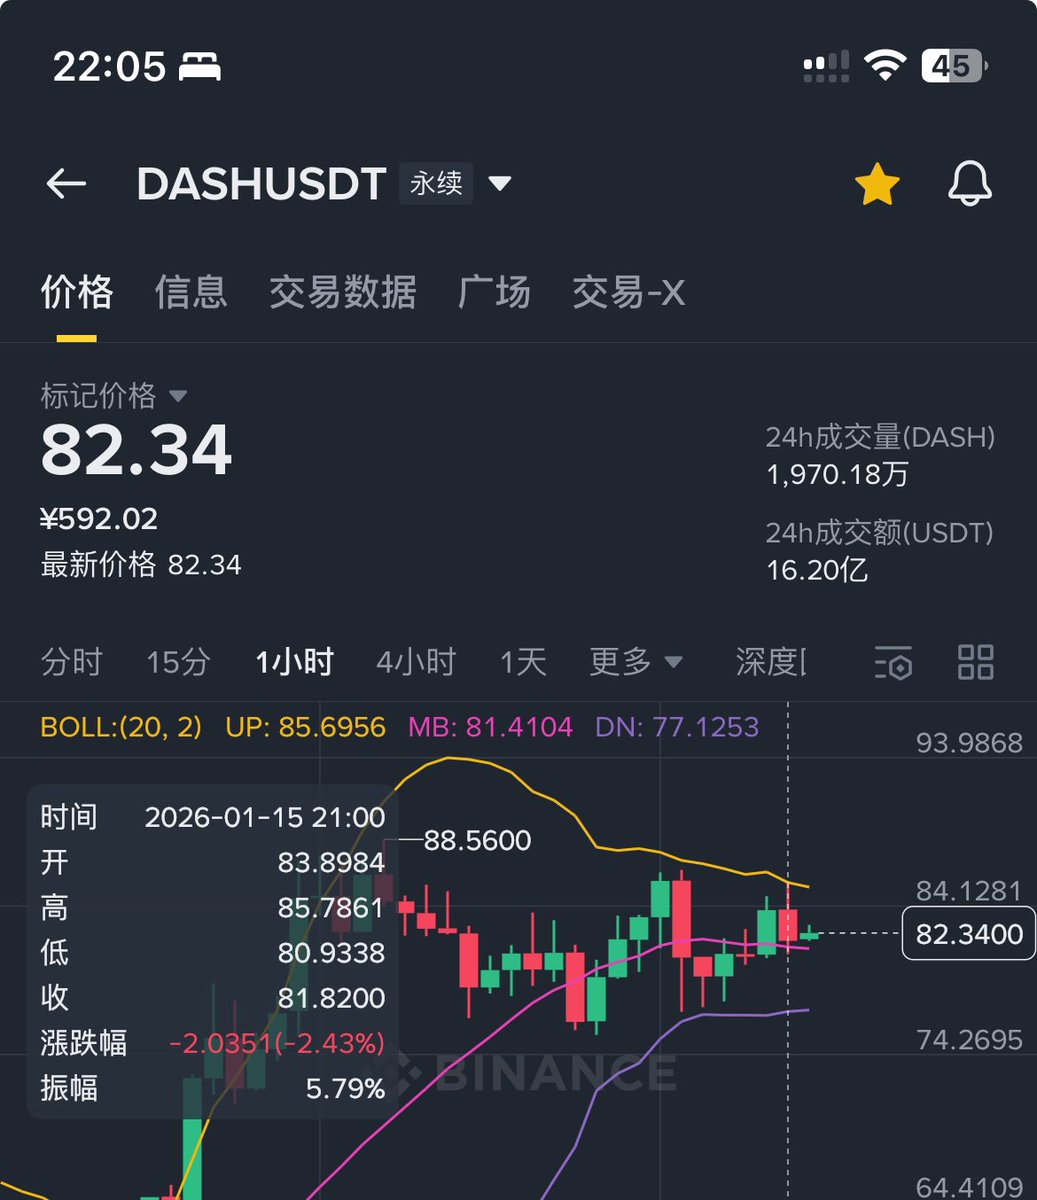 22:05
45
DASHUSDT 永续
价格 信息 交易数据 广场 交易-X
标记价格
82.34
¥592.02
最新价格 82.34
24h成交量(DASH)
1,970.18万
24h成交额(USDT)
16.20亿
分时 15分 1小时 4小时 1天 更多
深度
BOLL:(20, 2) UP: 85.6956 MB: 81.4104 DN: 77.1253
93.9868
时间 2026-01-15 21:00
88.5600
开 83.8984
84.1281
高 85.7861
82.3400
低 80.9338
收 81.8200
漲跌幅 -2.0351(-2.43%)
74.2695
振幅 5.79%
BINANCE
64.4109